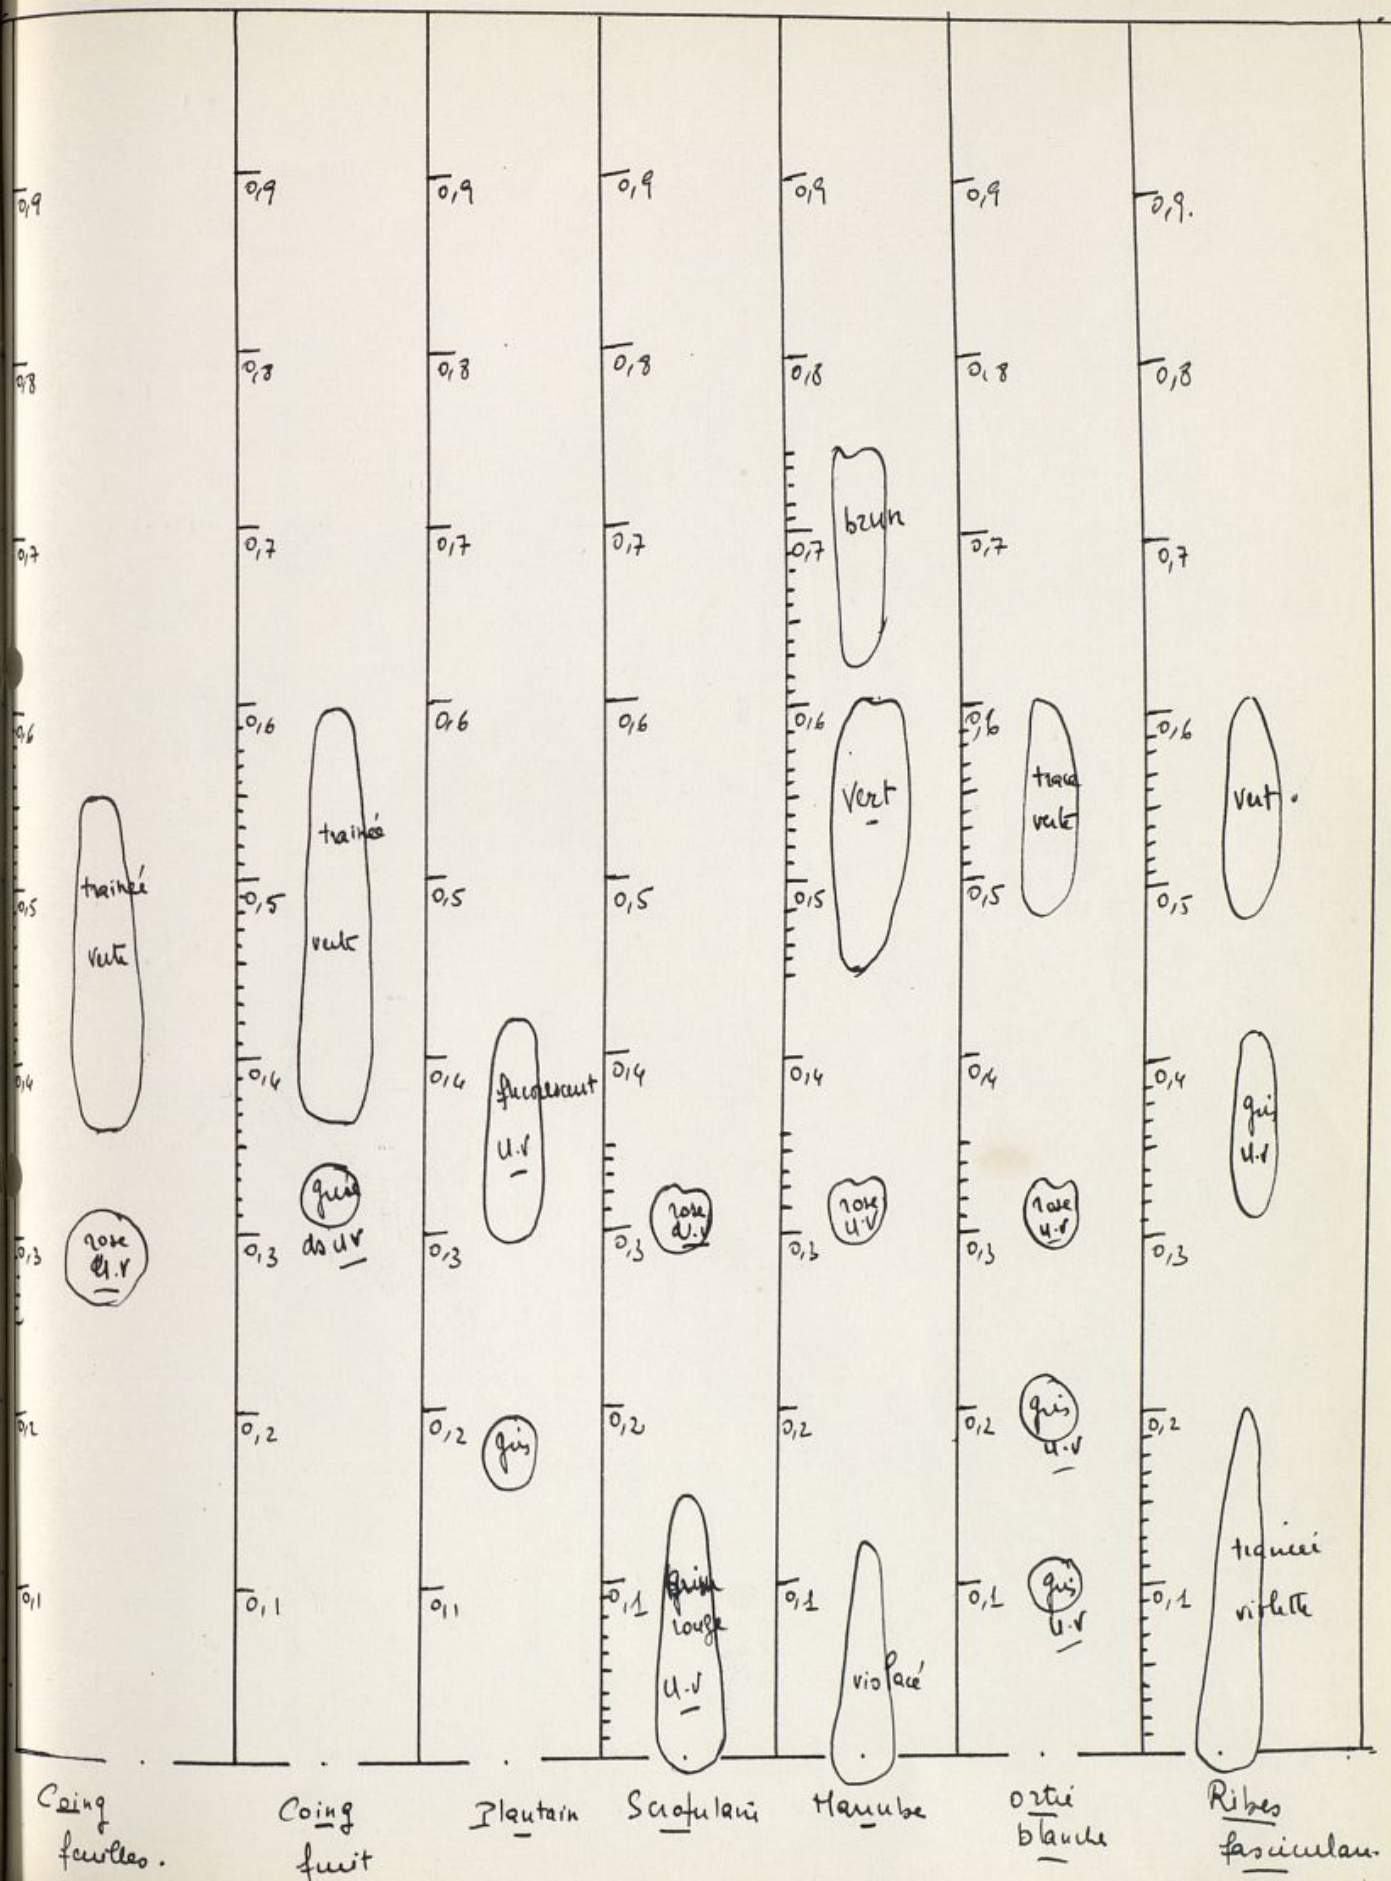 0,9
0,8
0,7
0,6
0,5
0,4
0,3
0,2
0,1
trainée
verte
rose
U.V
Coing
feuilles.
0,9
0,8
0,7
0,6
0,5
0,4
0,3
0,2
0,1
trainée
verte
grise
ds UV
Coing
fruit
0,9
0,8
0,7
0,6
0,5
0,4
0,3
0,2
0,1
fluorescent
U.V
gris
Plantain
0,9
0,8
0,7
0,6
0,5
0,4
0,3
0,2
0,1
rose
U.V
rouge
U.V
Scrofulaire
0,9
0,8
0,7
0,6
0,5
0,4
0,3
0,2
0,1
brun
vert
rose
U.V
violacé
Marrube
0,9
0,8
0,7
0,6
0,5
0,4
0,3
0,2
0,1
trace
verte
rose
U.V
gris
U.V
gris
U.V
ortie
blanche
0,9.
0,8
0,7
0,6
0,5
0,4
0,3
0,2
0,1
vert.
gris
U.V
trainée
violette
Ribes